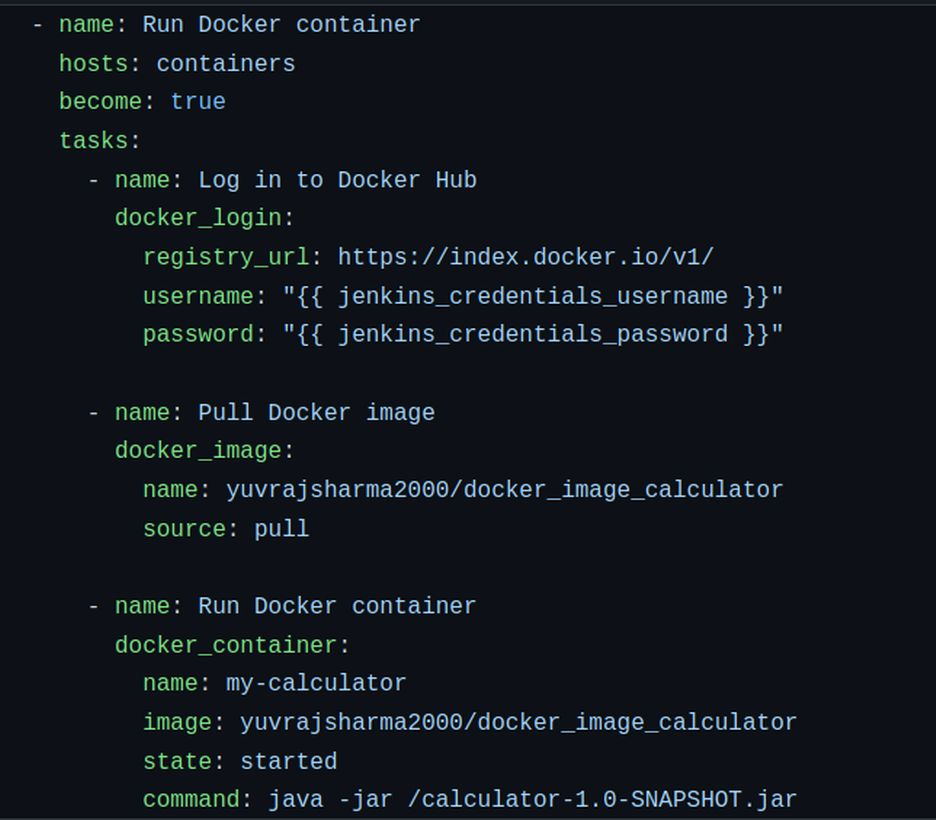 - name: Run Docker container
  hosts: containers
  become: true
  tasks:
    - name: Log in to Docker Hub
      docker_login:
        registry_url: https://index.docker.io/v1/
        username: "{{ jenkins_credentials_username }}"
        password: "{{ jenkins_credentials_password }}"

    - name: Pull Docker image
      docker_image:
        name: yuvrajsharma2000/docker_image_calculator
        source: pull

    - name: Run Docker container
      docker_container:
        name: my-calculator
        image: yuvrajsharma2000/docker_image_calculator
        state: started
        command: java -jar /calculator-1.0-SNAPSHOT.jar